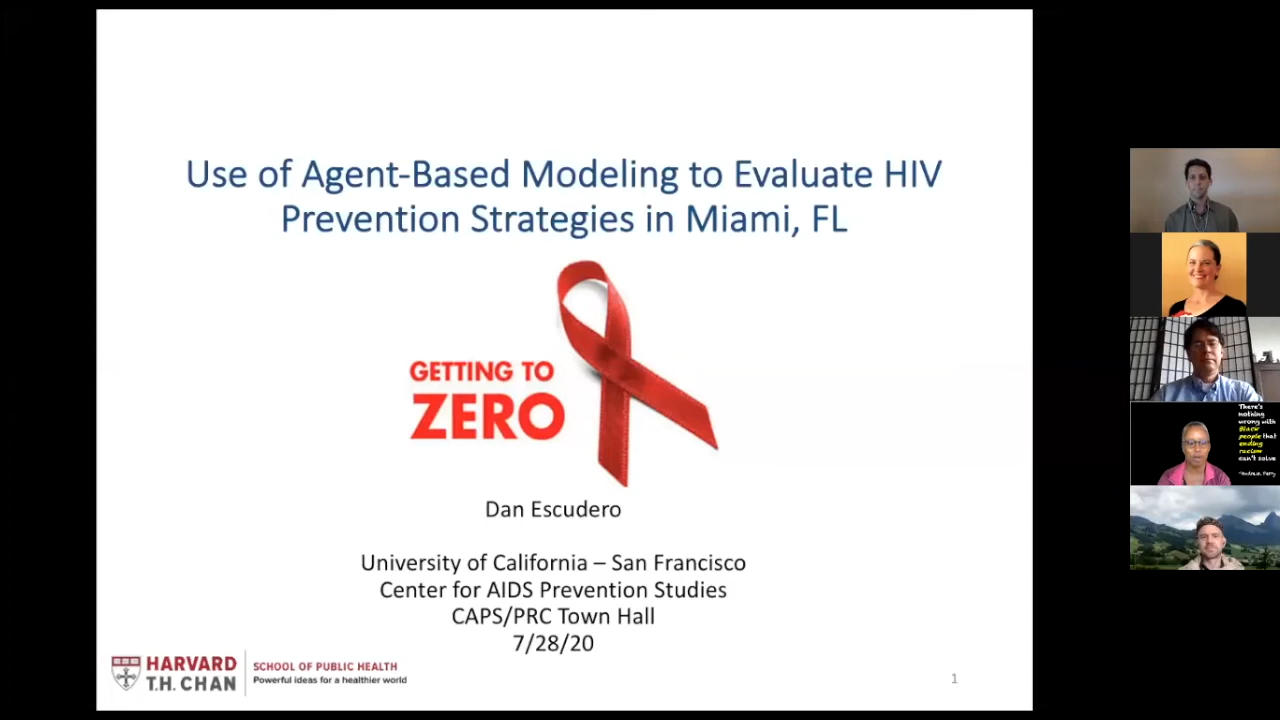 Use of Agent-Based Modeling to Evaluate HIV
Prevention Strategies in Miami, FL
GETTING TO
ZERO
Dan Escudero
University of California – San Francisco
Center for AIDS Prevention Studies
CAPS/PRC Town Hall
7/28/20
HARVARD
T.H. CHAN
SCHOOL OF PUBLIC HEALTH
Powerful ideas for a healthier world
1
"There's
nothing
wrong with
Black
people that
ending
racism
can't solve